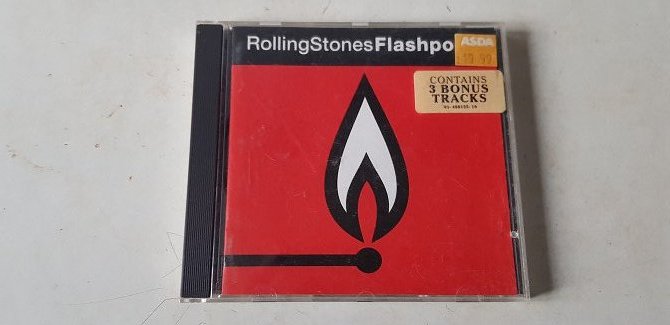 RollingStonesFlashpo
ASDA
CONTAINS
3 BONUS
TRACKS